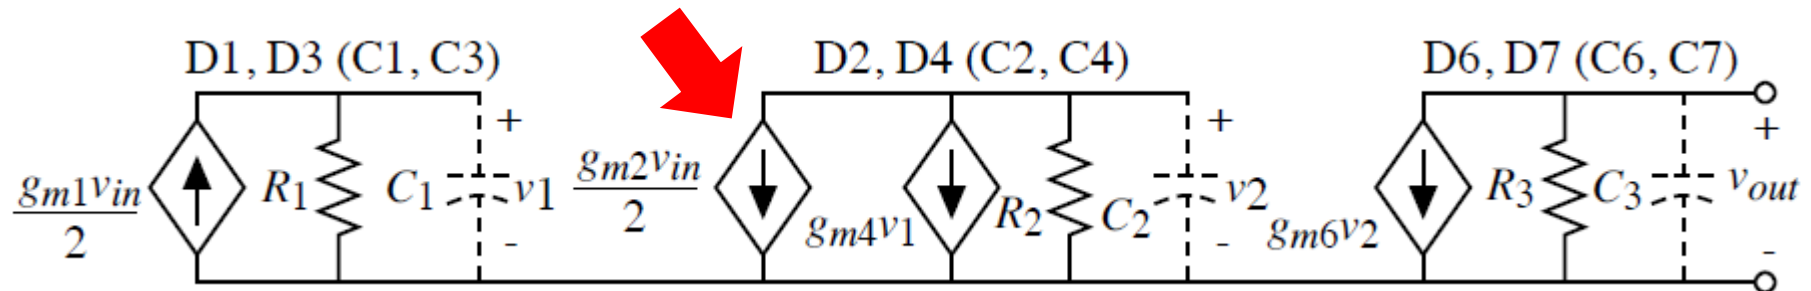 D1, D3 (C1, C3)
D2, D4 (C2, C4)
D6, D7 (C6, C7)
gm1vin
2
R1
C1
+
v1
-
gm2vin
2
gm4v1
R2
C2
+
v2
-
gm6v2
R3
C3
+
vout
-